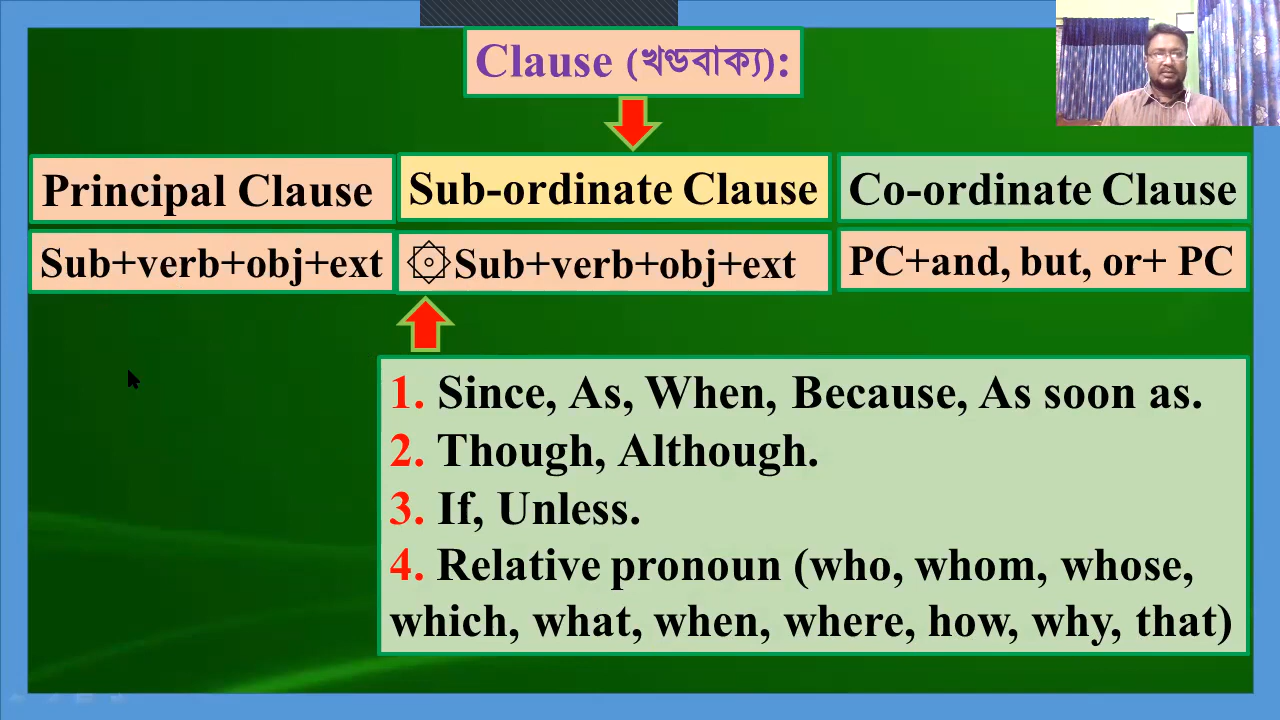 Clause (খণ্ডবাক্য):
Principal Clause
Sub-ordinate Clause
Co-ordinate Clause
Sub+verb+obj+ext
۞Sub+verb+obj+ext
PC+and, but, or+ PC
1. Since, As, When, Because, As soon as.
2. Though, Although.
3. If, Unless.
4. Relative pronoun (who, whom, whose,
which, what, when, where, how, why, that)